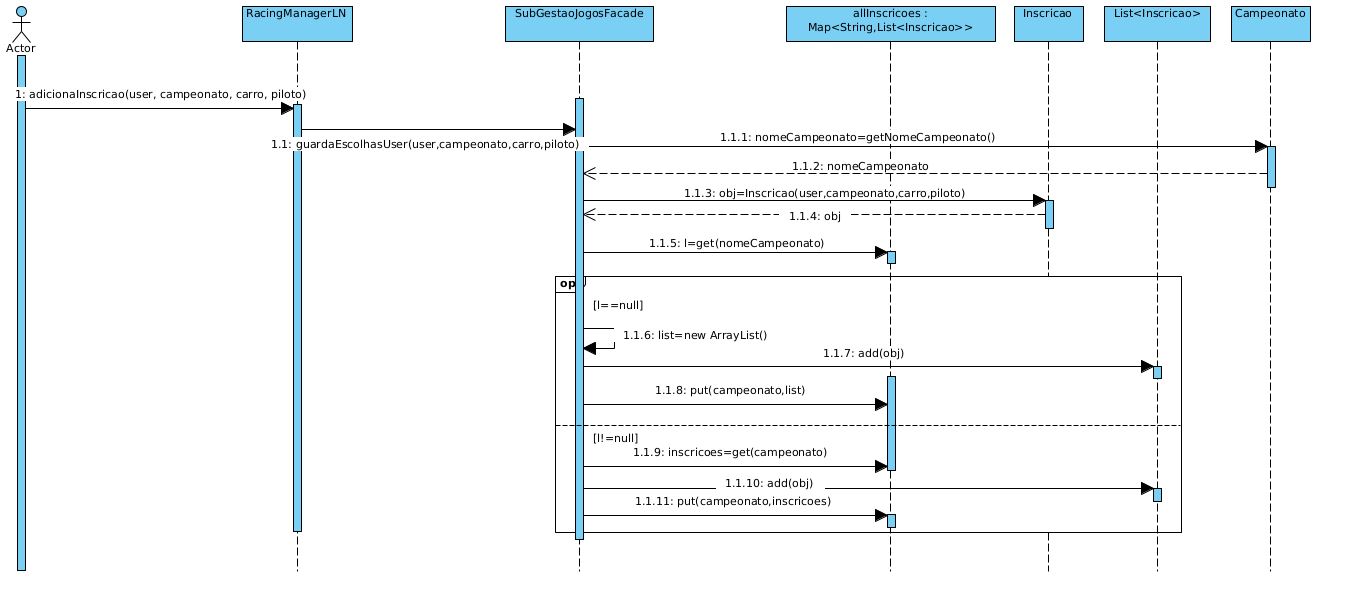 Actor
RacingManagerLN
SubGestaoJogosFacade
allInscricoes :
Map<String,List<Inscricao>>
Inscricao
List<Inscricao>
Campeonato
1: adicionaInscricao(user, campeonato, carro, piloto)
1.1: guardaEscolhasUser(user,campeonato,carro,piloto)
1.1.1: nomeCampeonato=getNomeCampeonato()
1.1.2: nomeCampeonato
1.1.3: obj=Inscricao(user,campeonato,carro,piloto)
1.1.4: obj
1.1.5: l=get(nomeCampeonato)
op
[l==null]
1.1.6: list=new ArrayList()
1.1.7: add(obj)
1.1.8: put(campeonato,list)
[l!=null]
1.1.9: inscricoes=get(campeonato)
1.1.10: add(obj)
1.1.11: put(campeonato,inscricoes)